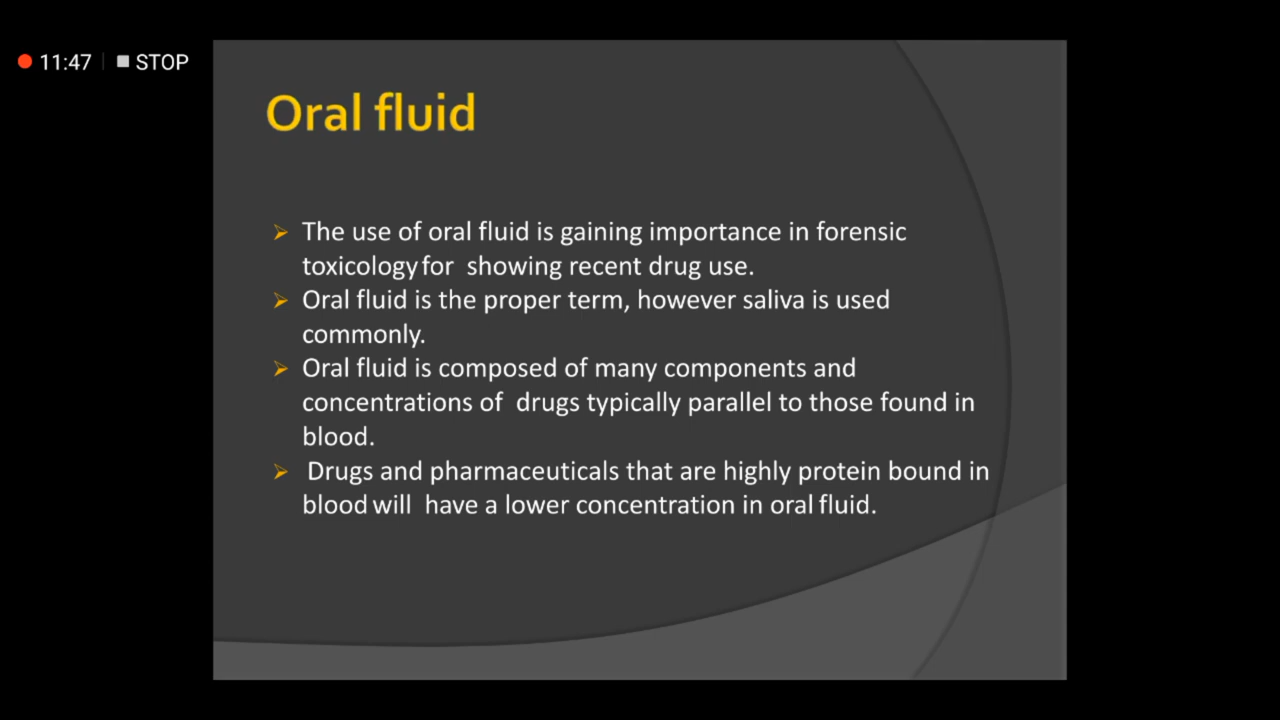 11:47 STOP
Oral fluid
The use of oral fluid is gaining importance in forensic
toxicology for showing recent drug use.
Oral fluid is the proper term, however saliva is used
commonly.
Oral fluid is composed of many components and
concentrations of drugs typically parallel to those found in
blood.
Drugs and pharmaceuticals that are highly protein bound in
blood will have a lower concentration in oral fluid.